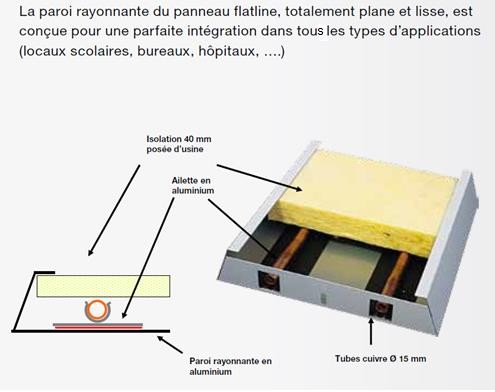 La paroi rayonnante du panneau flatline, totalement plane et lisse, est
conçue pour une parfaite intégration dans tous les types d'applications
(locaux scolaires, bureaux, hôpitaux, ….)
Isolation 40 mm
posée d'usine
Ailette en
aluminium
Paroi rayonnante en
aluminium
Tubes cuivre Ø 15 mm